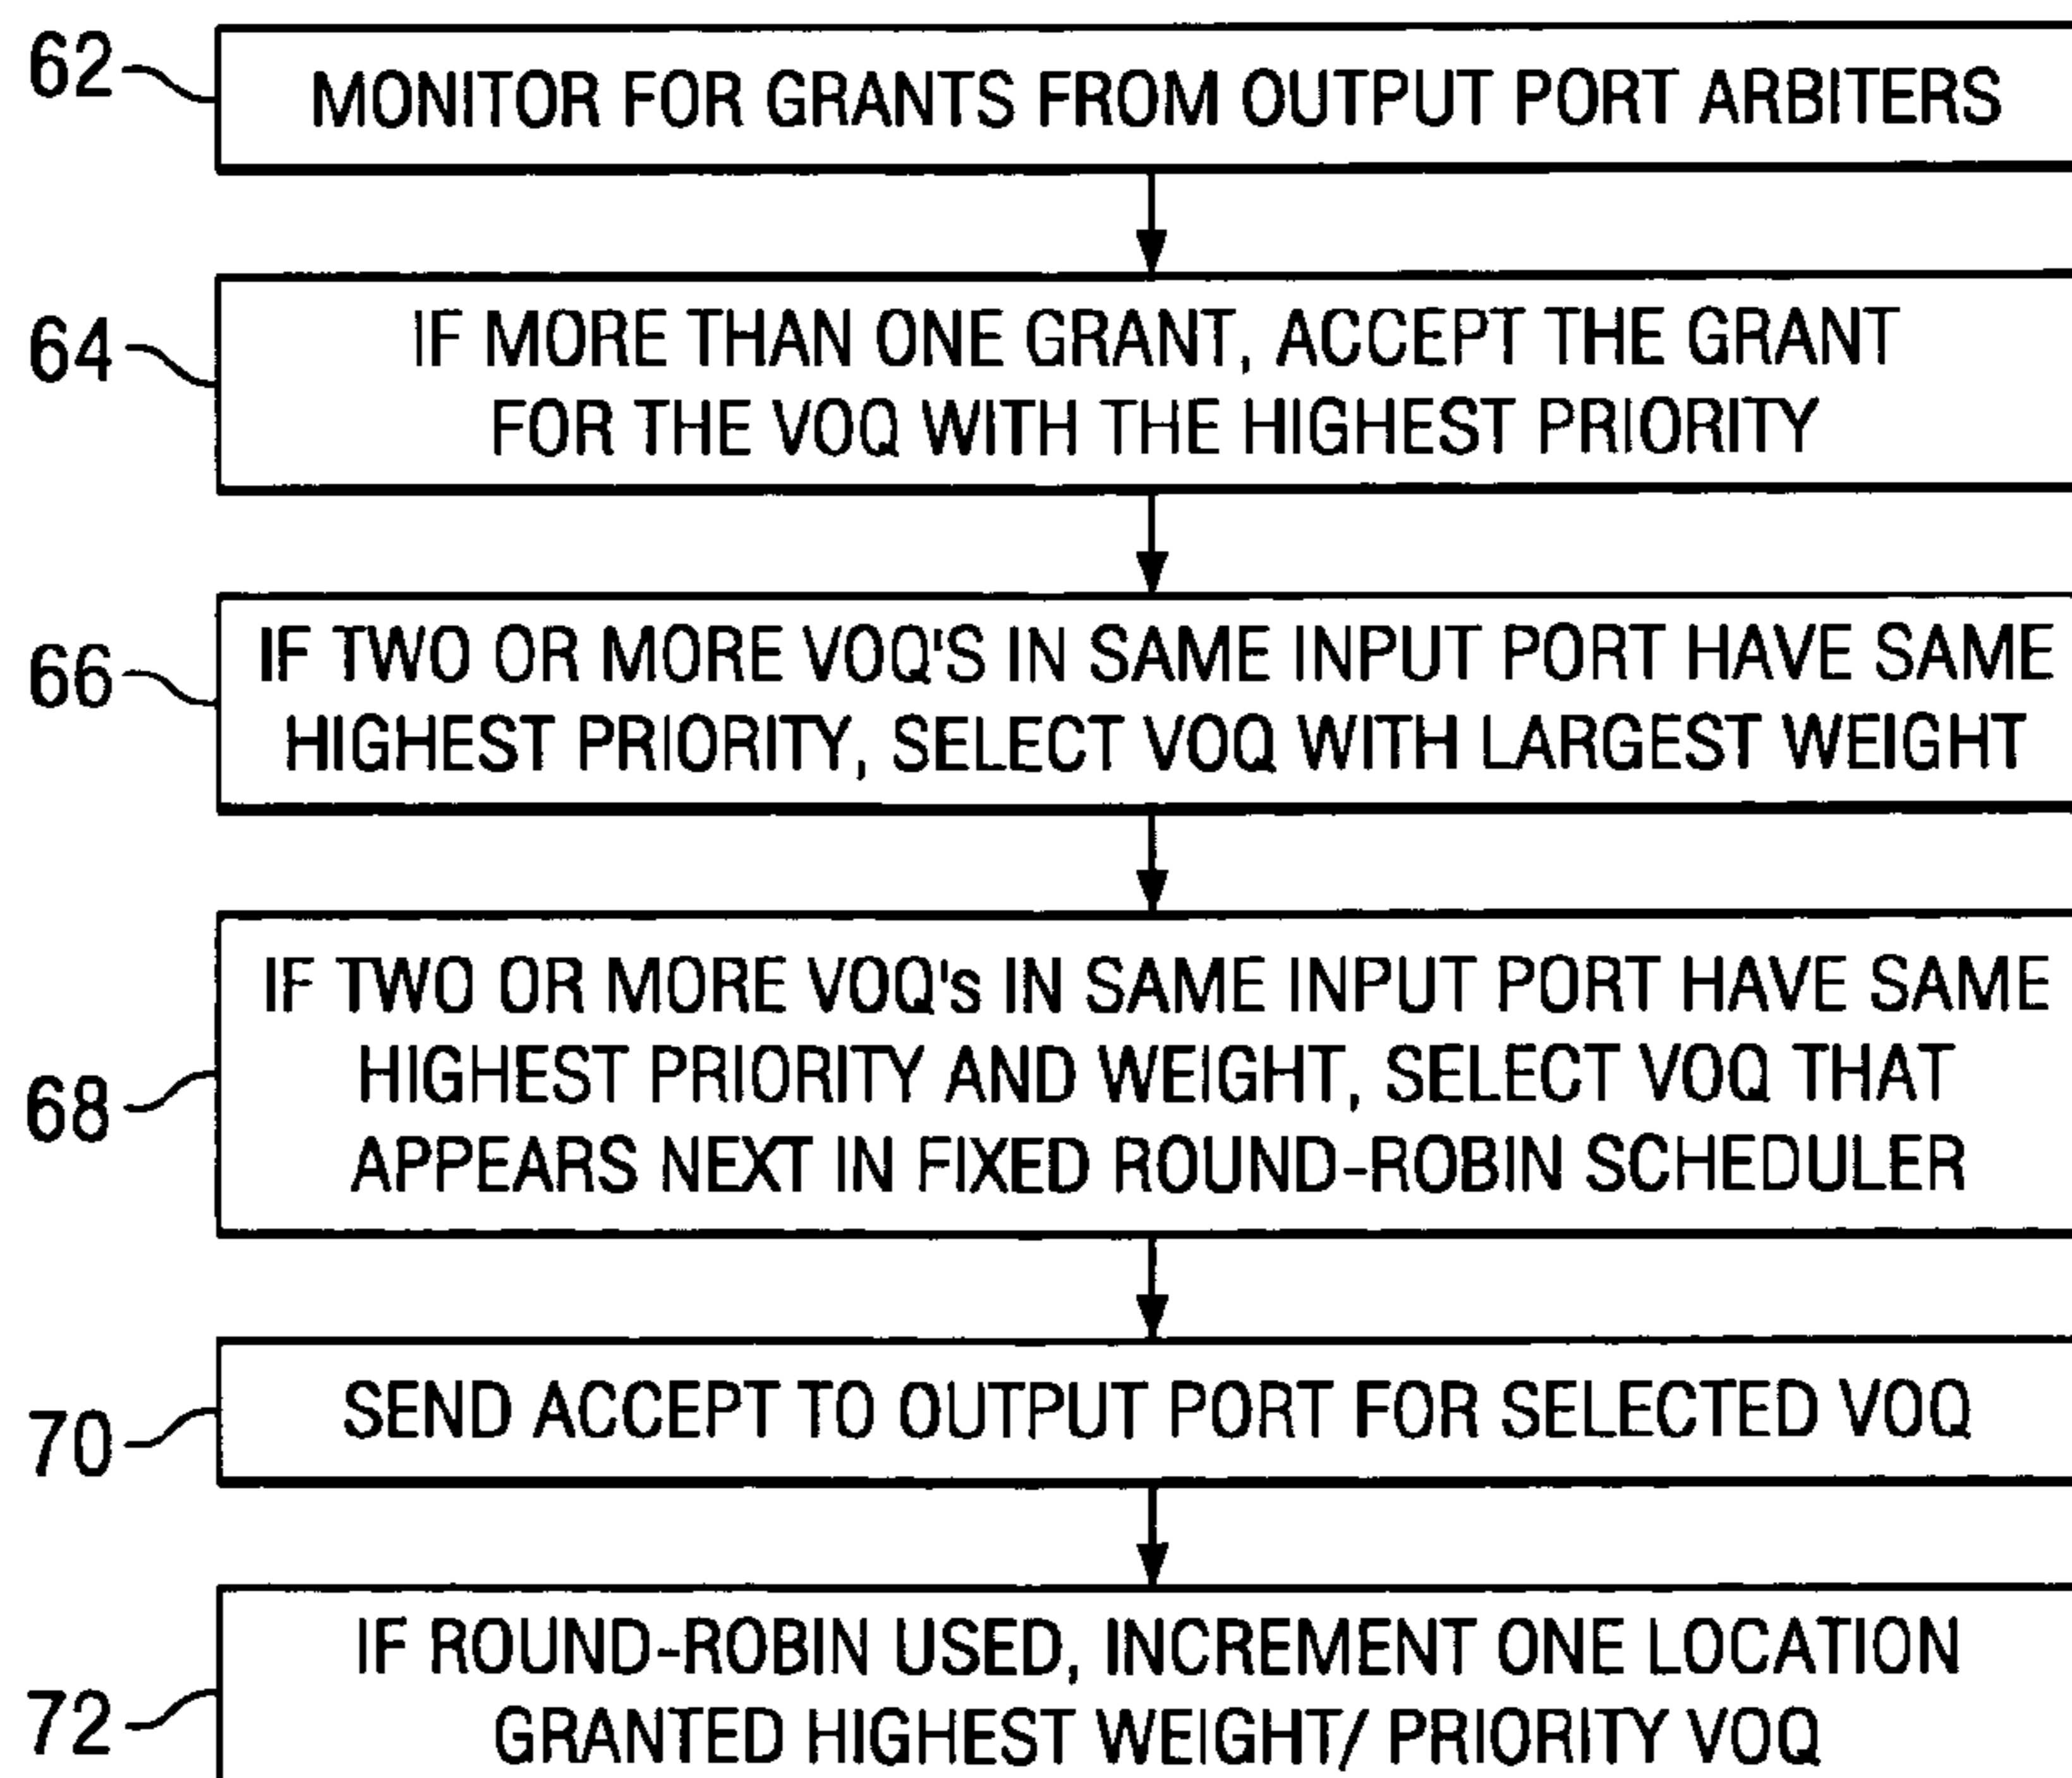 62
MONITOR FOR GRANTS FROM OUTPUT PORT ARBITERS
64
IF MORE THAN ONE GRANT, ACCEPT THE GRANT
FOR THE VOQ WITH THE HIGHEST PRIORITY
66
IF TWO OR MORE VOQ'S IN SAME INPUT PORT HAVE SAME
HIGHEST PRIORITY, SELECT VOQ WITH LARGEST WEIGHT
68
IF TWO OR MORE VOQ's IN SAME INPUT PORT HAVE SAME
HIGHEST PRIORITY AND WEIGHT, SELECT VOQ THAT
APPEARS NEXT IN FIXED ROUND-ROBIN SCHEDULER
70
SEND ACCEPT TO OUTPUT PORT FOR SELECTED VOQ
72
IF ROUND-ROBIN USED, INCREMENT ONE LOCATION
GRANTED HIGHEST WEIGHT/ PRIORITY VOQ